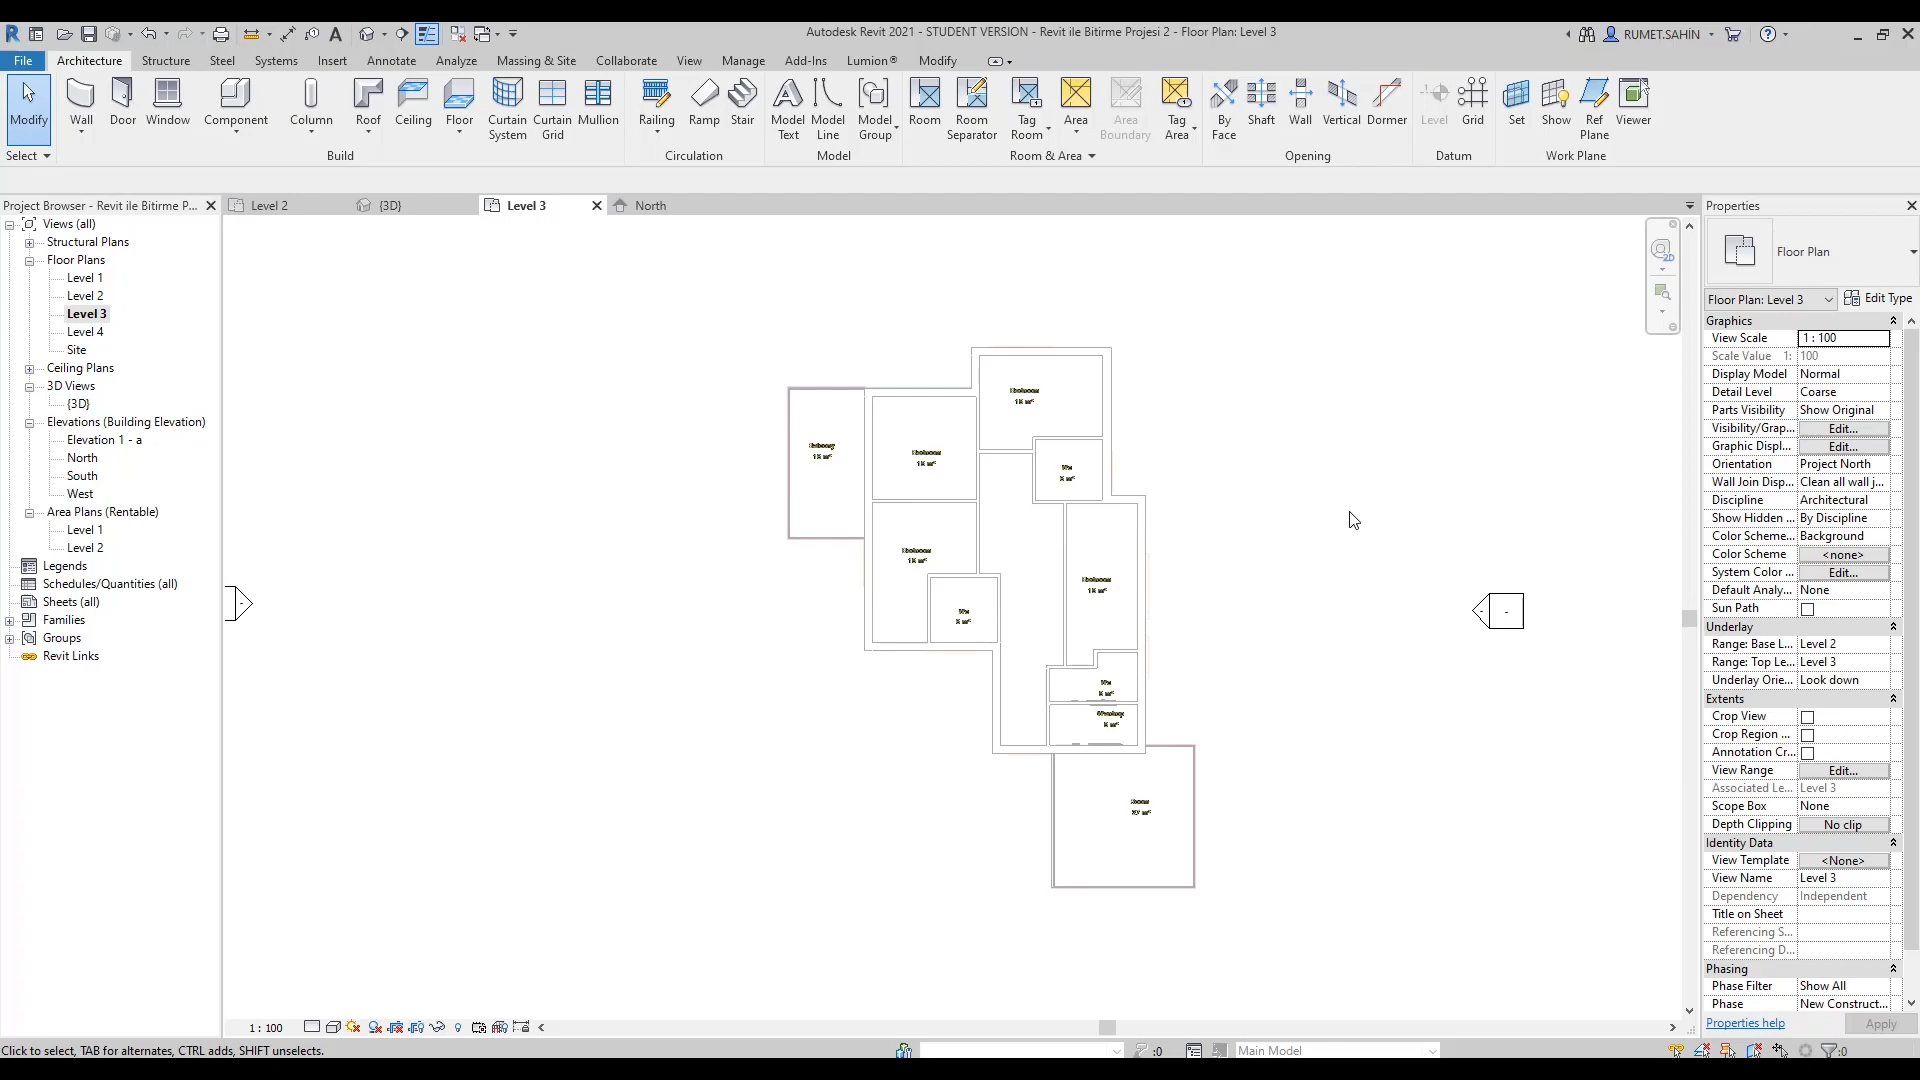 Autodesk Revit 2021 - STUDENT VERSION - Revit ile Bitirme Projesi 2 - Floor Plan: Level 3
RUMET.SAHİN
File Architecture Structure Steel Systems Insert Annotate Analyze Massing & Site Collaborate View Manage Add-Ins Lumion® Modify
Modify Wall Door Window Component Column Roof Ceiling Floor Curtain System Curtain Grid Mullion Railing Ramp Stair Model Text Model Line Model Group Room Room Separator Tag Room Area Area Boundary Tag Area By Face Shaft Wall Vertical Dormer Level Grid Set Show Ref Plane Viewer
Select Build Circulation Model Room & Area Opening Datum Work Plane
Project Browser - Revit ile Bitirme P...
Level 2 {3D} Level 3 North
Properties
Views (all)
Structural Plans
Floor Plans
Level 1
Level 2
Level 3
Level 4
Site
Ceiling Plans
3D Views
{3D}
Elevations (Building Elevation)
Elevation 1 - a
North
South
West
Area Plans (Rentable)
Level 1
Level 2
Legends
Schedules/Quantities (all)
Sheets (all)
Families
Groups
Revit Links
2D
Floor Plan
Floor Plan: Level 3 Edit Type
Graphics
View Scale 1 : 100
Scale Value 1: 100
Display Model Normal
Detail Level Coarse
Parts Visibility Show Original
Visibility/Grap... Edit...
Graphic Displ... Edit...
Orientation Project North
Wall Join Disp... Clean all wall j...
Discipline Architectural
Show Hidden ... By Discipline
Color Scheme... Background
Color Scheme <none>
System Color ... Edit...
Default Analy... None
Sun Path
Underlay
Range: Base L... Level 2
Range: Top Le... Level 3
Underlay Orie... Look down
Extents
Crop View
Crop Region ...
Annotation Cr...
View Range Edit...
Associated Le... Level 3
Scope Box None
Depth Clipping No clip
Identity Data
View Template <None>
View Name Level 3
Dependency Independent
Title on Sheet
Referencing S...
Referencing D...
Phasing
Phase Filter Show All
Phase New Construct...
Properties help Apply
1 : 100
Click to select, TAB for alternates, CTRL adds, SHIFT unselects.
:0
Main Model
:0